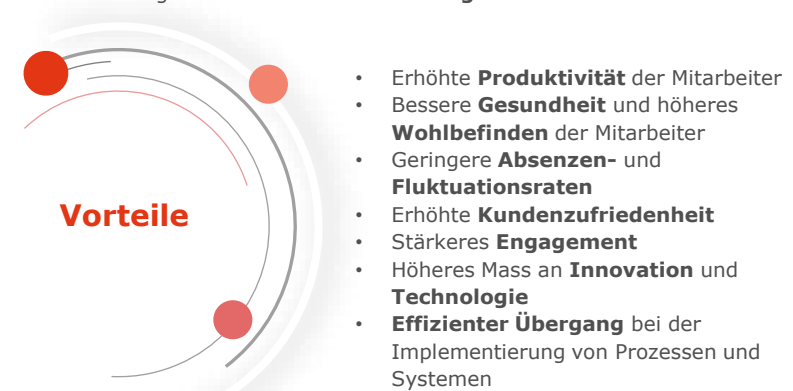 Vorteile
• Erhöhte Produktivität der Mitarbeiter
• Bessere Gesundheit und höheres
Wohlbefinden der Mitarbeiter
• Geringere Absenzen- und
Fluktuationsraten
• Erhöhte Kundenzufriedenheit
• Stärkeres Engagement
• Höheres Mass an Innovation und
Technologie
• Effizienter Übergang bei der
Implementierung von Prozessen und
Systemen